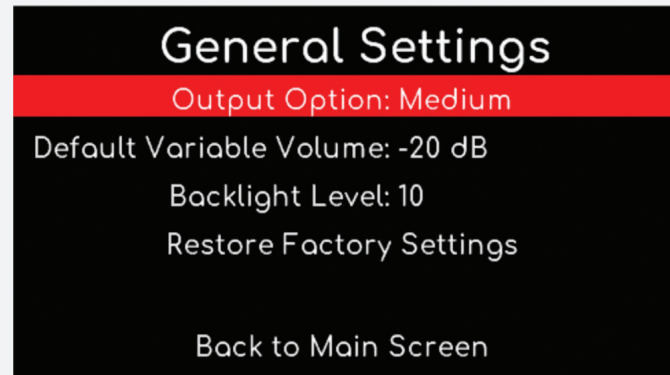 General Settings
Output Option: Medium
Default Variable Volume: -20 dB
Backlight Level: 10
Restore Factory Settings
Back to Main Screen